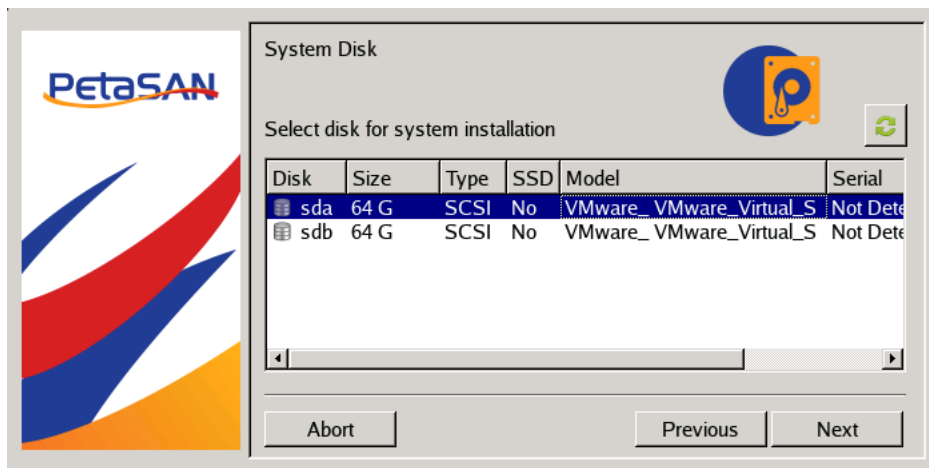 PetaSAN
System Disk
Select disk for system installation
Disk Size Type SSD Model Serial
sda 64 G SCSI No VMware_ VMware_Virtual_S Not Dete
sdb 64 G SCSI No VMware_ VMware_Virtual_S Not Dete
Abort Previous Next